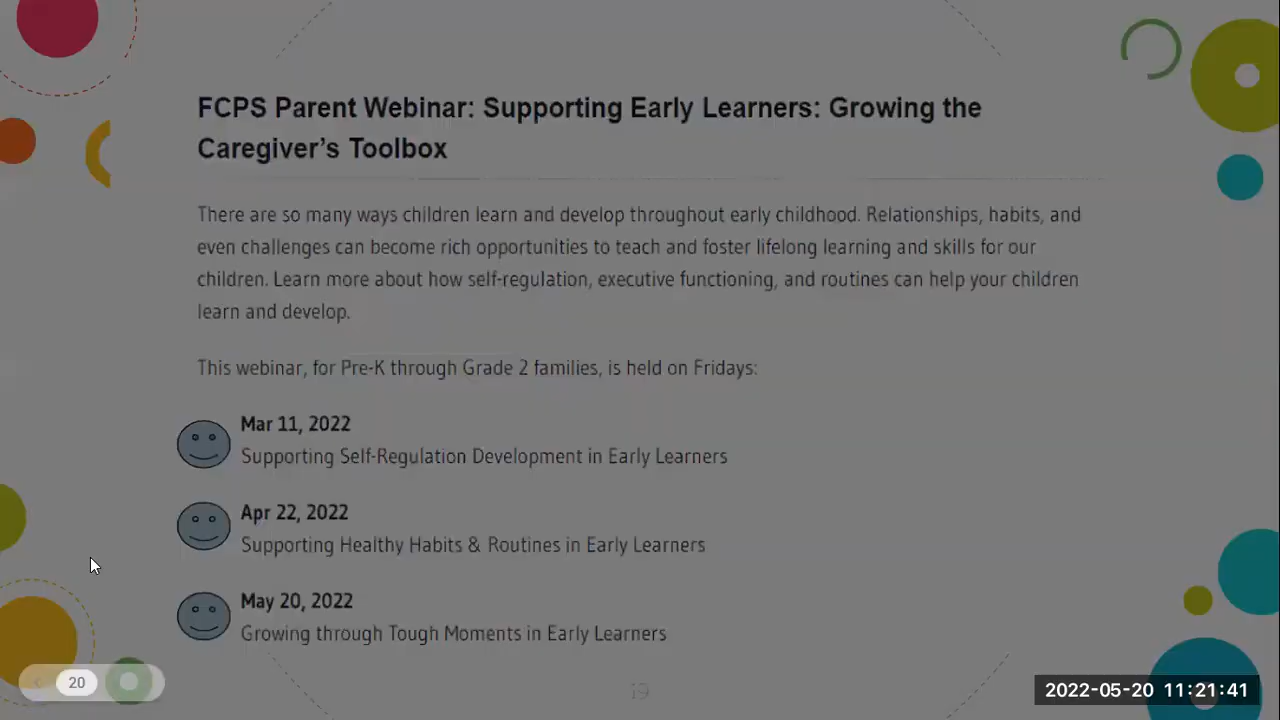 FCPS Parent Webinar: Supporting Early Learners: Growing the
Caregiver’s Toolbox
There are so many ways children learn and develop throughout early childhood. Relationships, habits, and
even challenges can become rich opportunities to teach and foster lifelong learning and skills for our
children. Learn more about how self-regulation, executive functioning, and routines can help your children
learn and develop.
This webinar, for Pre-K through Grade 2 families, is held on Fridays:
Mar 11, 2022
Supporting Self-Regulation Development in Early Learners
Apr 22, 2022
Supporting Healthy Habits & Routines in Early Learners
May 20, 2022
Growing through Tough Moments in Early Learners
20
19
2022-05-20 11:21:41